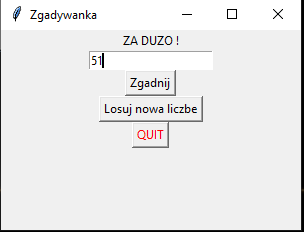 Zgadywanka
ZA DUZO !
51
Zgadnij
Losuj nowa liczbe
QUIT